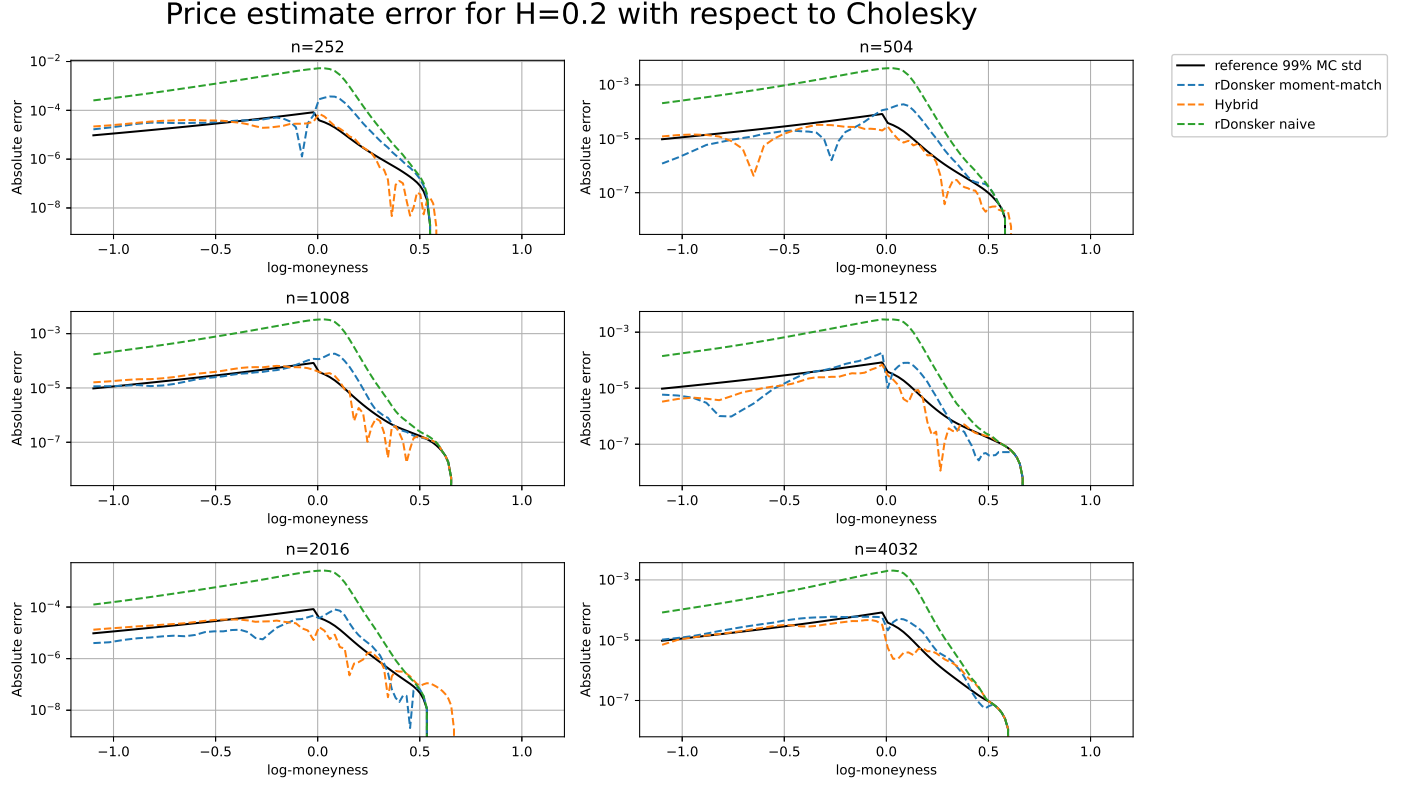 Price estimate error for H=0.2 with respect to Cholesky
n=252
Absolute error
10⁻²
10⁻⁴
10⁻⁶
10⁻⁸
−1.0 −0.5 0.0 0.5 1.0
log-moneyness
n=504
Absolute error
10⁻³
10⁻⁵
10⁻⁷
−1.0 −0.5 0.0 0.5 1.0
log-moneyness
reference 99% MC std
rDonsker moment-match
Hybrid
rDonsker naive
n=1008
Absolute error
10⁻³
10⁻⁵
10⁻⁷
−1.0 −0.5 0.0 0.5 1.0
log-moneyness
n=1512
Absolute error
10⁻³
10⁻⁵
10⁻⁷
−1.0 −0.5 0.0 0.5 1.0
log-moneyness
n=2016
Absolute error
10⁻⁴
10⁻⁶
10⁻⁸
−1.0 −0.5 0.0 0.5 1.0
log-moneyness
n=4032
Absolute error
10⁻³
10⁻⁵
10⁻⁷
−1.0 −0.5 0.0 0.5 1.0
log-moneyness